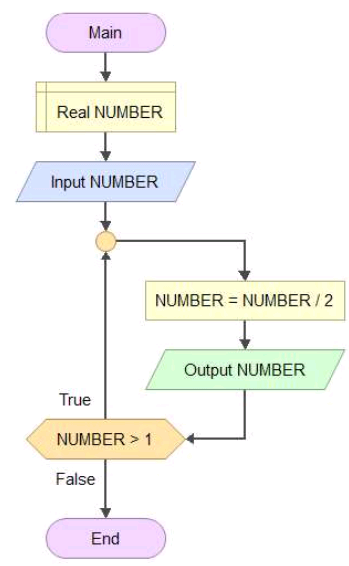 Main
Real NUMBER
Input NUMBER
NUMBER = NUMBER / 2
Output NUMBER
True
NUMBER > 1
False
End